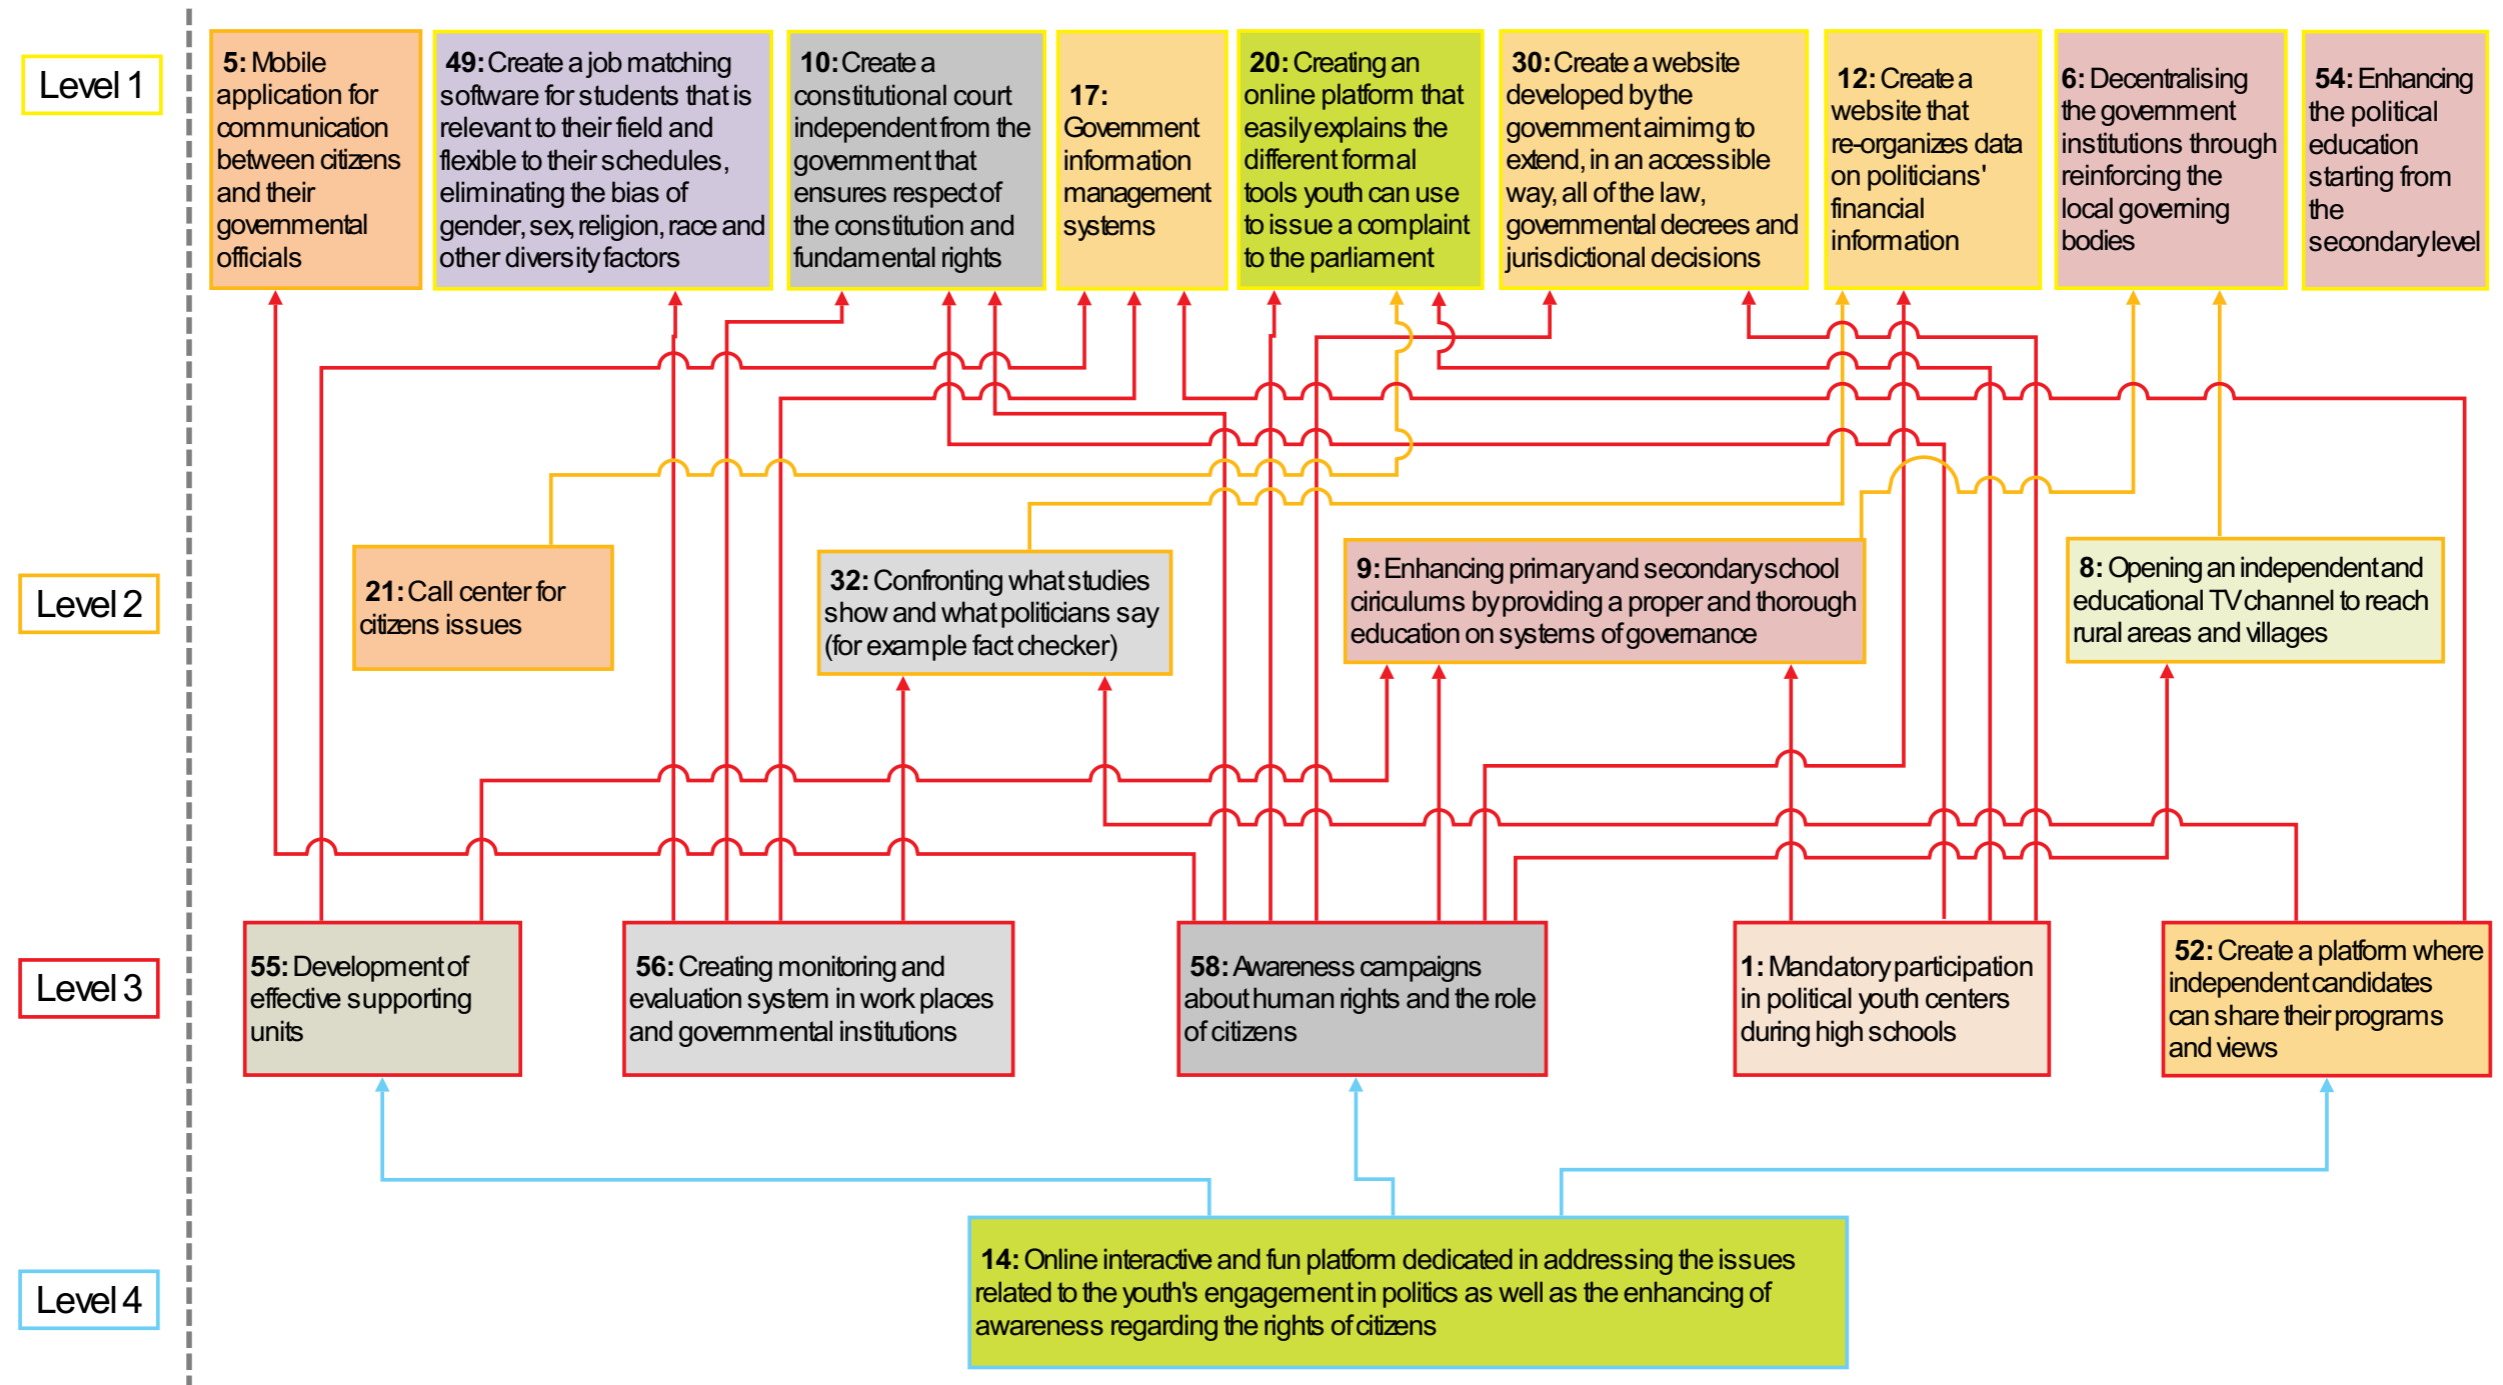 Level 1
5: Mobile
application for
communication
between citizens
and their
governmental
officials
49: Create a job matching
software for students that is
relevant to their field and
flexible to their schedules,
eliminating the bias of
gender, sex, religion, race and
other diversity factors
10: Create a
constitutional court
independent from the
government that
ensures respect of
the constitution and
fundamental rights
17:
Government
information
management
systems
20: Creating an
online platform that
easily explains the
different formal
tools youth can use
to issue a complaint
to the parliament
30: Create a website
developed by the
government aimimg to
extend, in an accessible
way, all of the law,
governmental decrees and
jurisdictional decisions
12: Create a
website that
re-organizes data
on politicians'
financial
information
6: Decentralising
the government
institutions through
reinforcing the
local governing
bodies
54: Enhancing
the political
education
starting from
the
secondary level
Level 2
21: Call center for
citizens issues
32: Confronting what studies
show and what politicians say
(for example fact checker)
9: Enhancing primary and secondary school
ciriculums by providing a proper and thorough
education on systems of governance
8: Opening an independent and
educational TV channel to reach
rural areas and villages
Level 3
55: Development of
effective supporting
units
56: Creating monitoring and
evaluation system in work places
and governmental institutions
58: Awareness campaigns
about human rights and the role
of citizens
1: Mandatory participation
in political youth centers
during high schools
52: Create a platform where
independent candidates
can share their programs
and views
Level 4
14: Online interactive and fun platform dedicated in addressing the issues
related to the youth's engagement in politics as well as the enhancing of
awareness regarding the rights of citizens